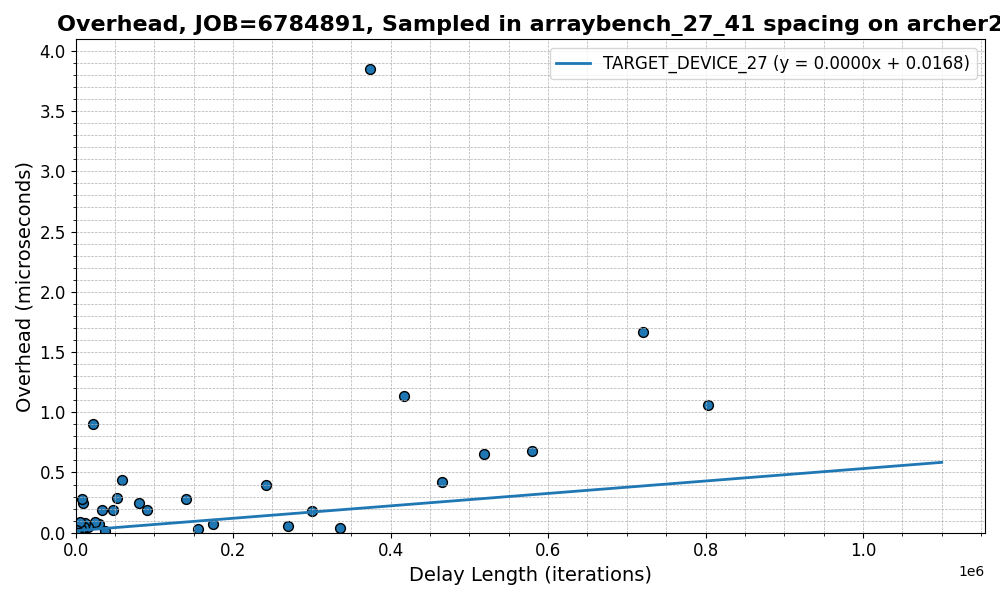 Overhead, JOB=6784891, Sampled in arraybench_27_41 spacing on archer2
TARGET_DEVICE_27 (y = 0.0000x + 0.0168)
Overhead (microseconds)
4.0
3.5
3.0
2.5
2.0
1.5
1.0
0.5
0.0
0.0 0.2 0.4 0.6 0.8 1.0
1e6
Delay Length (iterations)